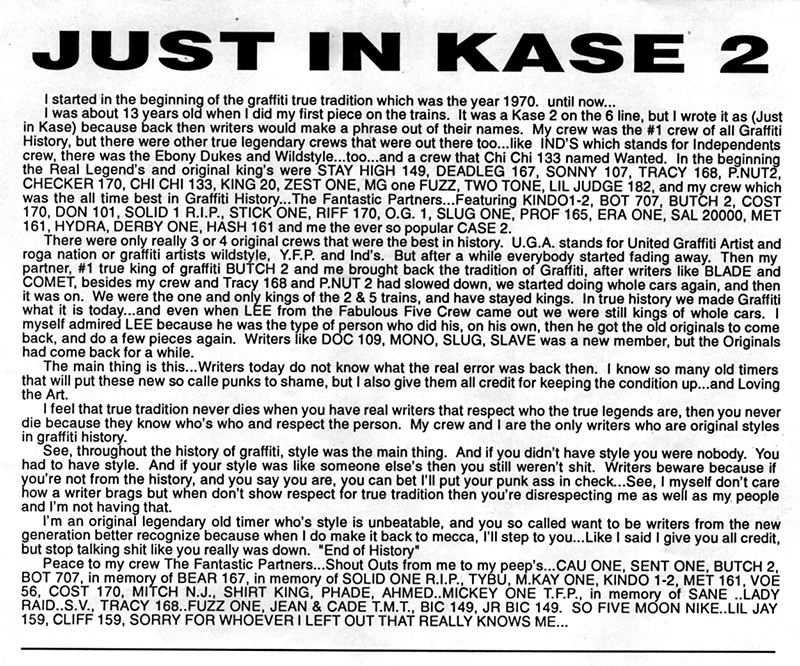 JUST IN KASE 2
I started in the beginning of the graffiti true tradition which was the year 1970.  until now...
I was about 13 years old when I did my first piece on the trains.  It was a Kase 2 on the 6 line, but I wrote it as (Just
in Kase) because back then writers would make a phrase out of their names.  My crew was the #1 crew of all Graffiti
History, but there were other true legendary crews that were out there too...like  IND'S which stands for Independents
crew, there was the Ebony Dukes and Wildstyle...too...and a crew that Chi Chi 133 named Wanted.  In the beginning
the Real Legend's and original king's were STAY HIGH 149, DEADLEG 167, SONNY 107, TRACY 168, P.NUT2,
CHECKER 170, CHI CHI 133, KING 20, ZEST ONE, MG one FUZZ, TWO TONE, LIL JUDGE 182, and my crew which
was the all time best in Graffiti History...The Fantastic Partners...Featuring KINDO1-2, BOT 707, BUTCH 2, COST
170, DON 101, SOLID 1 R.I.P., STICK ONE, RIFF 170, O.G. 1, SLUG ONE, PROF 165, ERA ONE, SAL 20000, MET
161, HYDRA, DERBY ONE, HASH 161 and me the ever so popular CASE 2.
There were only really 3 or 4 original crews that were the best in history.  U.G.A. stands for United Graffiti Artist and
roga nation or graffiti artists wildstyle,  Y.F.P. and Ind's.  But after a while everybody started fading away.  Then my
partner, #1 true king of graffiti BUTCH 2 and me brought back the tradition of Graffiti, after writers like BLADE and
COMET, besides my crew and Tracy 168 and P.NUT 2 had slowed down, we started doing whole cars again, and then
it was on.  We were the one and only kings of the 2 & 5 trains, and have stayed kings.  In true history we made Graffiti
what it is today...and even when LEE from the Fabulous Five Crew came out we were still kings of whole cars.  I
myself admired LEE because he was the type of person who did his, on his own, then he got the old originals to come
back, and do a few pieces again.  Writers like DOC 109, MONO, SLUG, SLAVE was a new member, but the Originals
had come back for a while.
The main thing is this...Writers today do not know what the real error was back then.  I know so many old timers
that will put these new so calle punks to shame, but I also give them all credit for keeping the condition up...and Loving
the Art.
I feel that true tradition never dies when you have real writers that respect who the true legends are, then you never
die because they know who's who and respect the person.  My crew and I are the only writers who are original styles
in graffiti history.
See, throughout the history of graffiti, style was the main thing.  And if you didn't have style you were nobody.  You
had to have style.  And if your style was like someone else's then you still weren't shit.  Writers beware because if
you're not from the history, and you say you are, you can bet I'll put your punk ass in check...See, I myself don't care
how a writer brags but when don't show respect for true tradition then you're disrespecting me as well as my people
and I'm not having that.
I'm an original legendary old timer who's style is unbeatable, and you so called want to be writers from the new
generation better recognize because when I do make it back to mecca, I'll step to you...Like I said I give you all credit,
but stop talking shit like you really was down.  "End of History"
Peace to my crew The Fantastic Partners...Shout Outs from me to my peep's...CAU ONE, SENT ONE, BUTCH 2,
BOT 707, in memory of BEAR 167, in memory of SOLID ONE R.I.P., TYBU, M.KAY ONE, KINDO 1-2, MET 161, VOE
56, COST 170, MITCH N.J., SHIRT KING, PHADE, AHMED..MICKEY ONE T.F.P., in memory of SANE ..LADY
RAID..S.V., TRACY 168..FUZZ ONE, JEAN & CADE T.M.T., BIC 149, JR BIC 149.  SO FIVE MOON NIKE..LIL JAY
159, CLIFF 159, SORRY FOR WHOEVER I LEFT OUT THAT REALLY KNOWS ME...